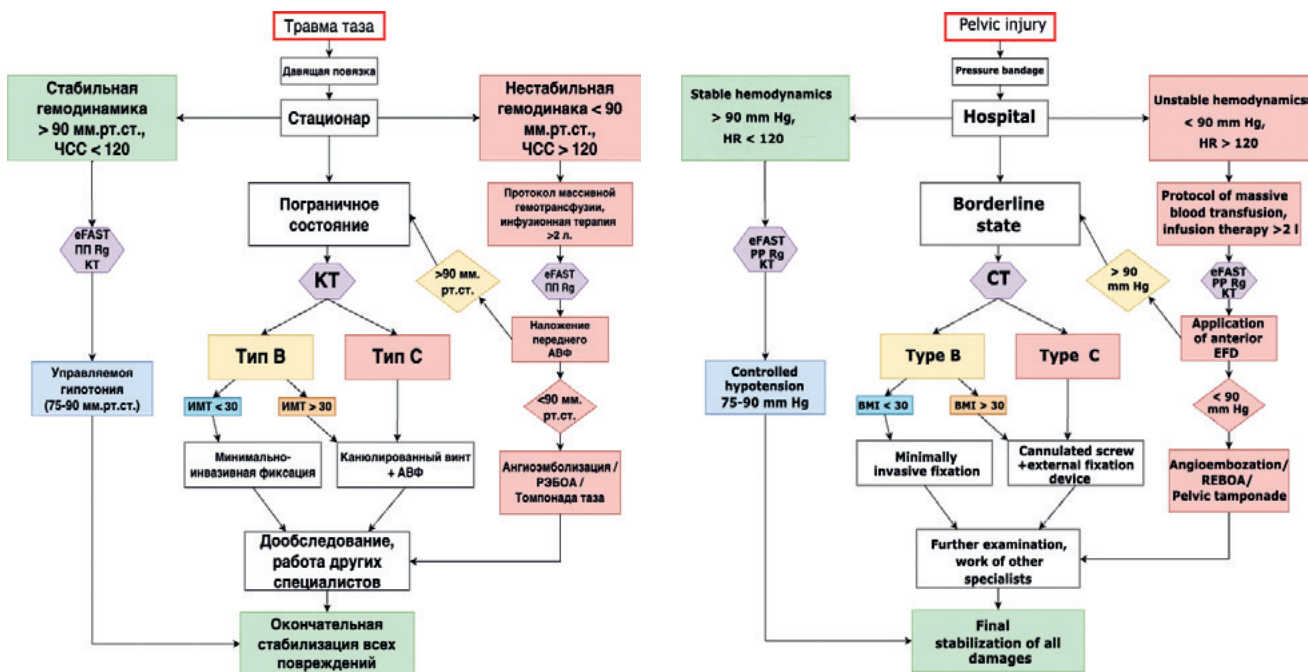 Травма таза
Давящая повязка
Стабильная
гемодинамика
> 90 мм.рт.ст.,
ЧСС < 120
Стационар
Нестабильная
гемодинака < 90
мм.рт.ст.,
ЧСС > 120
Пограничное
состояние
Протокол массивной
гемотрансфузии,
инфузионная терапия
>2 л.
eFAST
ПП Rg
КТ
КТ
>90 мм.
рт.ст.
eFAST
ПП Rg
Наложение
переднего
АВФ
Тип В
Тип С
Управляемоя
гипотония
(75-90 мм.рт.ст.)
ИМТ < 30
ИМТ > 30
<90 мм.
рт.ст.
Минимально-
инвазивная фиксация
Канюлированный винт
+ АВФ
Ангиоэмболизация /
РЭБОА /
Томпонада таза
Дообследование,
работа других
специалистов
Окончательная
стабилизация всех
повреждений
Pelvic injury
Pressure bandage
Stable hemodynamics
> 90 mm Hg,
HR < 120
Hospital
Unstable hemodynamics
< 90 mm Hg,
HR > 120
Borderline
state
Protocol of massive
blood transfusion,
infusion therapy >2 l
eFAST
PP Rg
KT
CT
> 90
mm Hg
eFAST
PP Rg
KT
Application
of anterior
EFD
Type B
Type C
Controlled
hypotension
75-90 mm Hg
BMI < 30
BMI > 30
< 90
mm Hg
Minimally
invasive fixation
Cannulated screw
+external fixation
device
Angioembozation/
REBOA/
Pelvic tamponade
Further examination,
work of other
specialists
Final
stabilization of all
damages